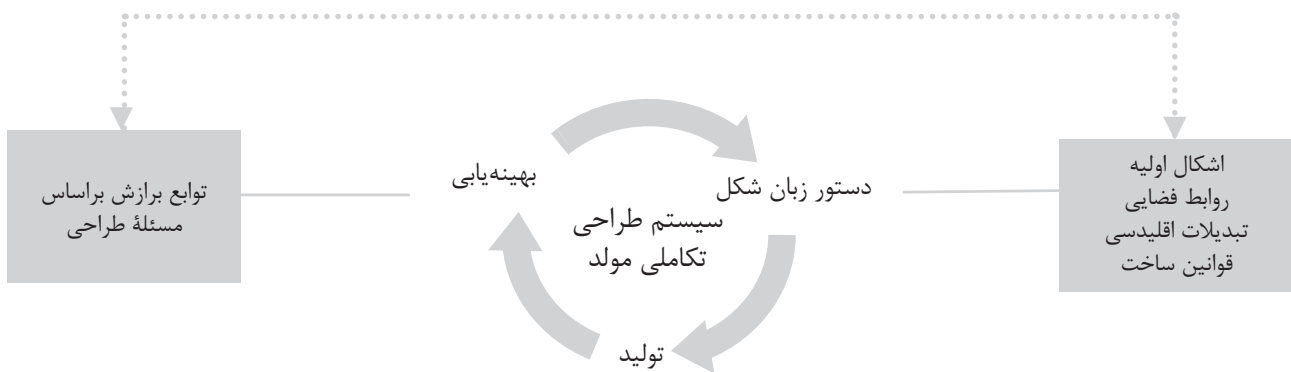 اشکال اولیه
روابط فضایی
تبدیلات اقلیدسی
قوانین ساخت
دستور زبان شکل
بهینه‌یابی
سیستم طراحی
تکاملی مولد
تولید
توابع برازش براساس
مسئلۀ طراحی